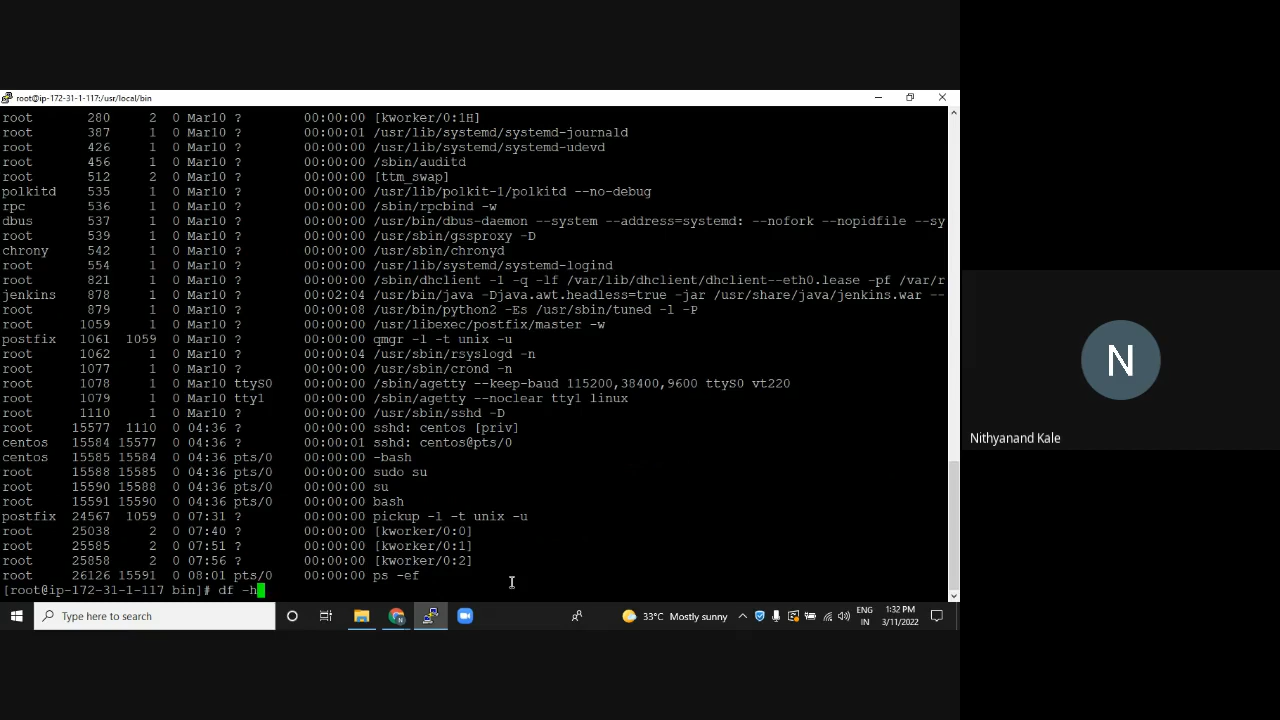 root@ip-172-31-1-117:/usr/local/bin
root 280 2 0 Mar10 ? 00:00:00 [kworker/0:1H]
root 387 1 0 Mar10 ? 00:00:01 /usr/lib/systemd/systemd-journald
root 426 1 0 Mar10 ? 00:00:00 /usr/lib/systemd/systemd-udevd
root 456 1 0 Mar10 ? 00:00:00 /sbin/auditd
root 512 2 0 Mar10 ? 00:00:00 [ttm_swap]
polkitd 535 1 0 Mar10 ? 00:00:00 /usr/lib/polkit-1/polkitd --no-debug
rpc 536 1 0 Mar10 ? 00:00:00 /sbin/rpcbind -w
dbus 537 1 0 Mar10 ? 00:00:00 /usr/bin/dbus-daemon --system --address=systemd: --nofork --nopidfile --sy
root 539 1 0 Mar10 ? 00:00:00 /usr/sbin/gssproxy -D
chrony 542 1 0 Mar10 ? 00:00:00 /usr/sbin/chronyd
root 554 1 0 Mar10 ? 00:00:00 /usr/lib/systemd/systemd-logind
root 821 1 0 Mar10 ? 00:00:00 /sbin/dhclient -1 -q -lf /var/lib/dhclient/dhclient--eth0.lease -pf /var/r
jenkins 878 1 0 Mar10 ? 00:02:04 /usr/bin/java -Djava.awt.headless=true -jar /usr/share/java/jenkins.war --
root 879 1 0 Mar10 ? 00:00:08 /usr/bin/python2 -Es /usr/sbin/tuned -l -P
root 1059 1 0 Mar10 ? 00:00:00 /usr/libexec/postfix/master -w
postfix 1061 1059 0 Mar10 ? 00:00:00 qmgr -l -t unix -u
root 1062 1 0 Mar10 ? 00:00:04 /usr/sbin/rsyslogd -n
root 1077 1 0 Mar10 ? 00:00:00 /usr/sbin/crond -n
root 1078 1 0 Mar10 ttyS0 00:00:00 /sbin/agetty --keep-baud 115200,38400,9600 ttyS0 vt220
root 1079 1 0 Mar10 tty1 00:00:00 /sbin/agetty --noclear tty1 linux
root 1110 1 0 Mar10 ? 00:00:00 /usr/sbin/sshd -D
root 15577 1110 0 04:36 ? 00:00:00 sshd: centos [priv]
centos 15584 15577 0 04:36 ? 00:00:01 sshd: centos@pts/0
centos 15585 15584 0 04:36 pts/0 00:00:00 -bash
root 15588 15585 0 04:36 pts/0 00:00:00 sudo su
root 15590 15588 0 04:36 pts/0 00:00:00 su
root 15591 15590 0 04:36 pts/0 00:00:00 bash
postfix 24567 1059 0 07:31 ? 00:00:00 pickup -l -t unix -u
root 25038 2 0 07:40 ? 00:00:00 [kworker/0:0]
root 25585 2 0 07:51 ? 00:00:00 [kworker/0:1]
root 25858 2 0 07:56 ? 00:00:00 [kworker/0:2]
root 26126 15591 0 08:01 pts/0 00:00:00 ps -ef
[root@ip-172-31-1-117 bin]# df -h
Type here to search
33°C Mostly sunny
ENG
IN
1:32 PM
3/11/2022
N
Nithyanand Kale